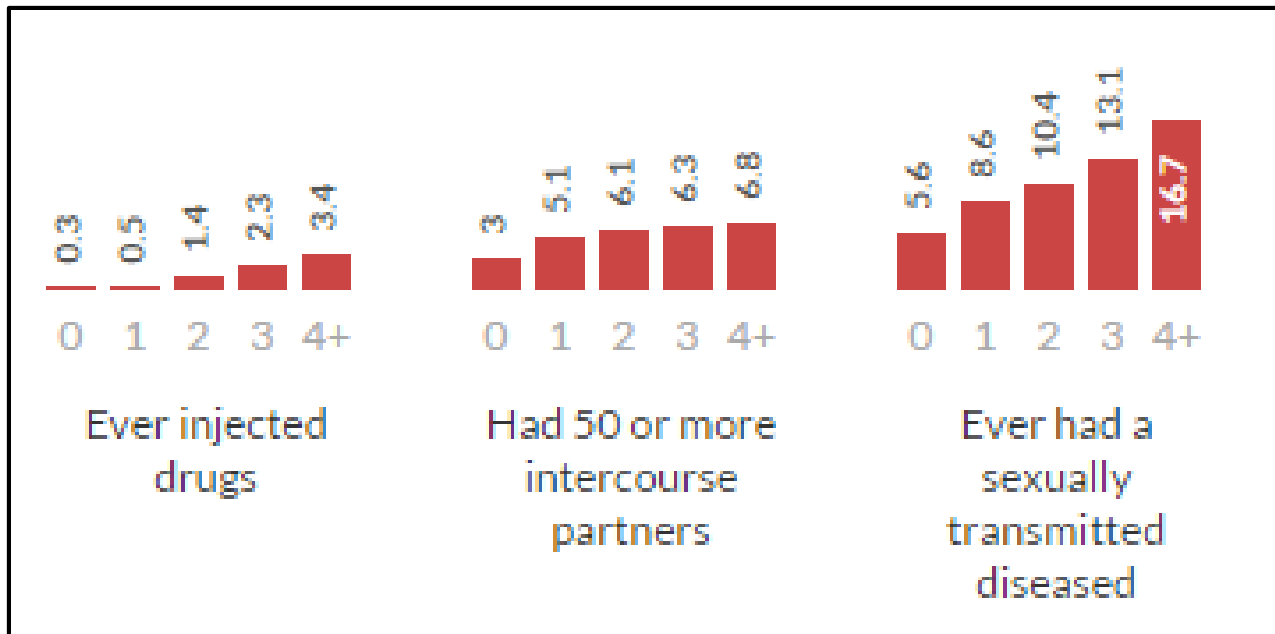 0.3 0.5 1.4 2.3 3.4
0 1 2 3 4+
Ever injected
drugs
3 5.1 6.1 6.3 6.8
0 1 2 3 4+
Had 50 or more
intercourse
partners
5.6 8.6 10.4 13.1 16.7
0 1 2 3 4+
Ever had a
sexually
transmitted
diseased